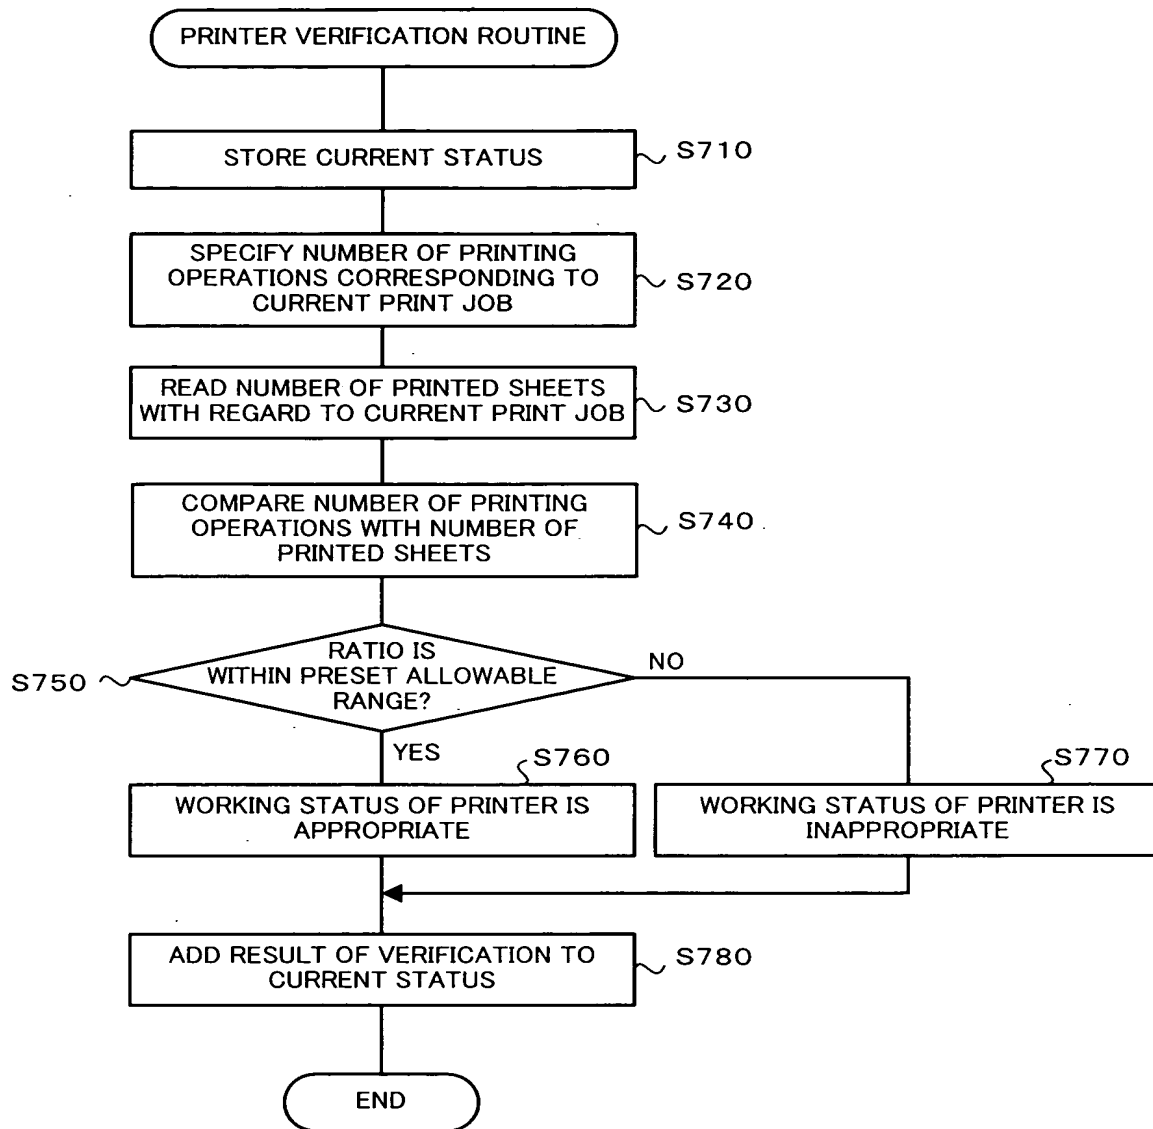 PRINTER VERIFICATION ROUTINE
STORE CURRENT STATUS
S710
SPECIFY NUMBER OF PRINTING
OPERATIONS CORRESPONDING TO
CURRENT PRINT JOB
S720
READ NUMBER OF PRINTED SHEETS
WITH REGARD TO CURRENT PRINT JOB
S730
COMPARE NUMBER OF PRINTING
OPERATIONS WITH NUMBER OF
PRINTED SHEETS
S740
RATIO IS
WITHIN PRESET ALLOWABLE
RANGE?
S750
NO
YES
S760
WORKING STATUS OF PRINTER IS
APPROPRIATE
S770
WORKING STATUS OF PRINTER IS
INAPPROPRIATE
ADD RESULT OF VERIFICATION TO
CURRENT STATUS
S780
END